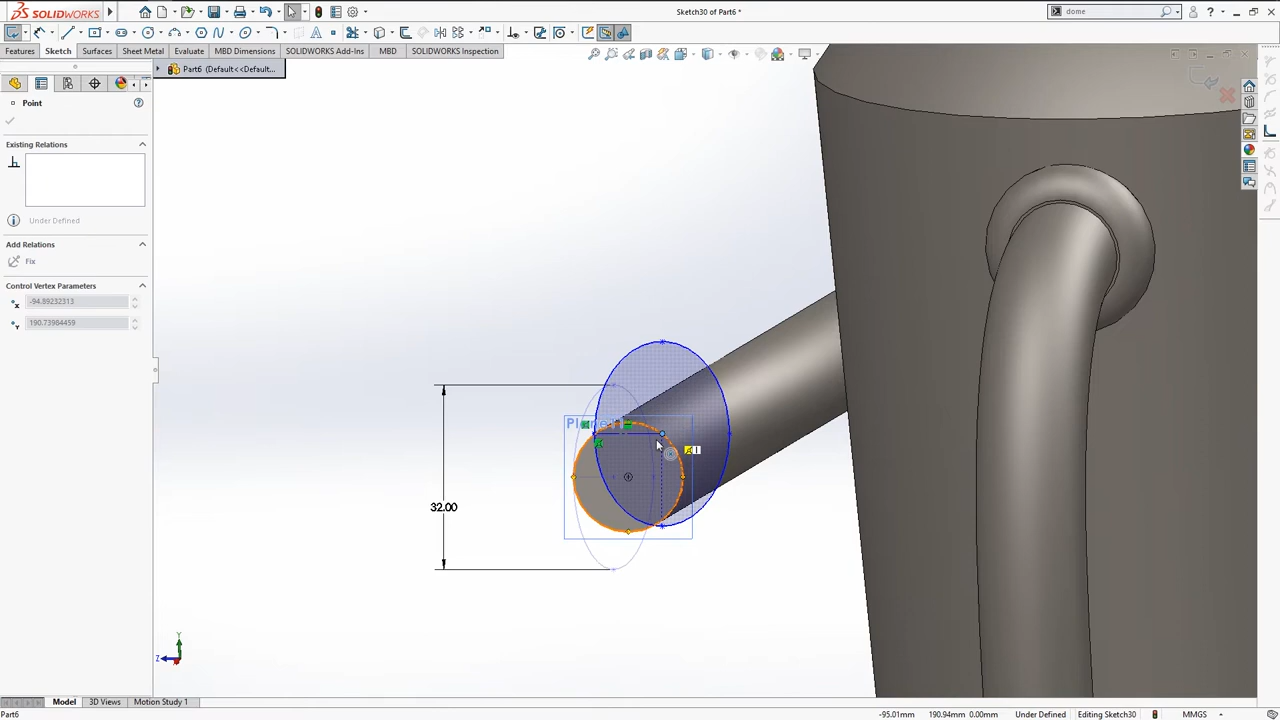 SOLIDWORKS
Sketch30 of Part6 *
dome
Features Sketch Surfaces Sheet Metal Evaluate MBD Dimensions SOLIDWORKS Add-Ins MBD SOLIDWORKS Inspection
Part6 (Default<<Default...
Point
Existing Relations
Under Defined
Add Relations
Fix
Control Vertex Parameters
-94.89232313
190.73984459
32.00
Z
Y
Model 3D Views Motion Study 1
Part6 -95.01mm 190.94mm 0.00mm Under Defined Editing Sketch30 MMGS